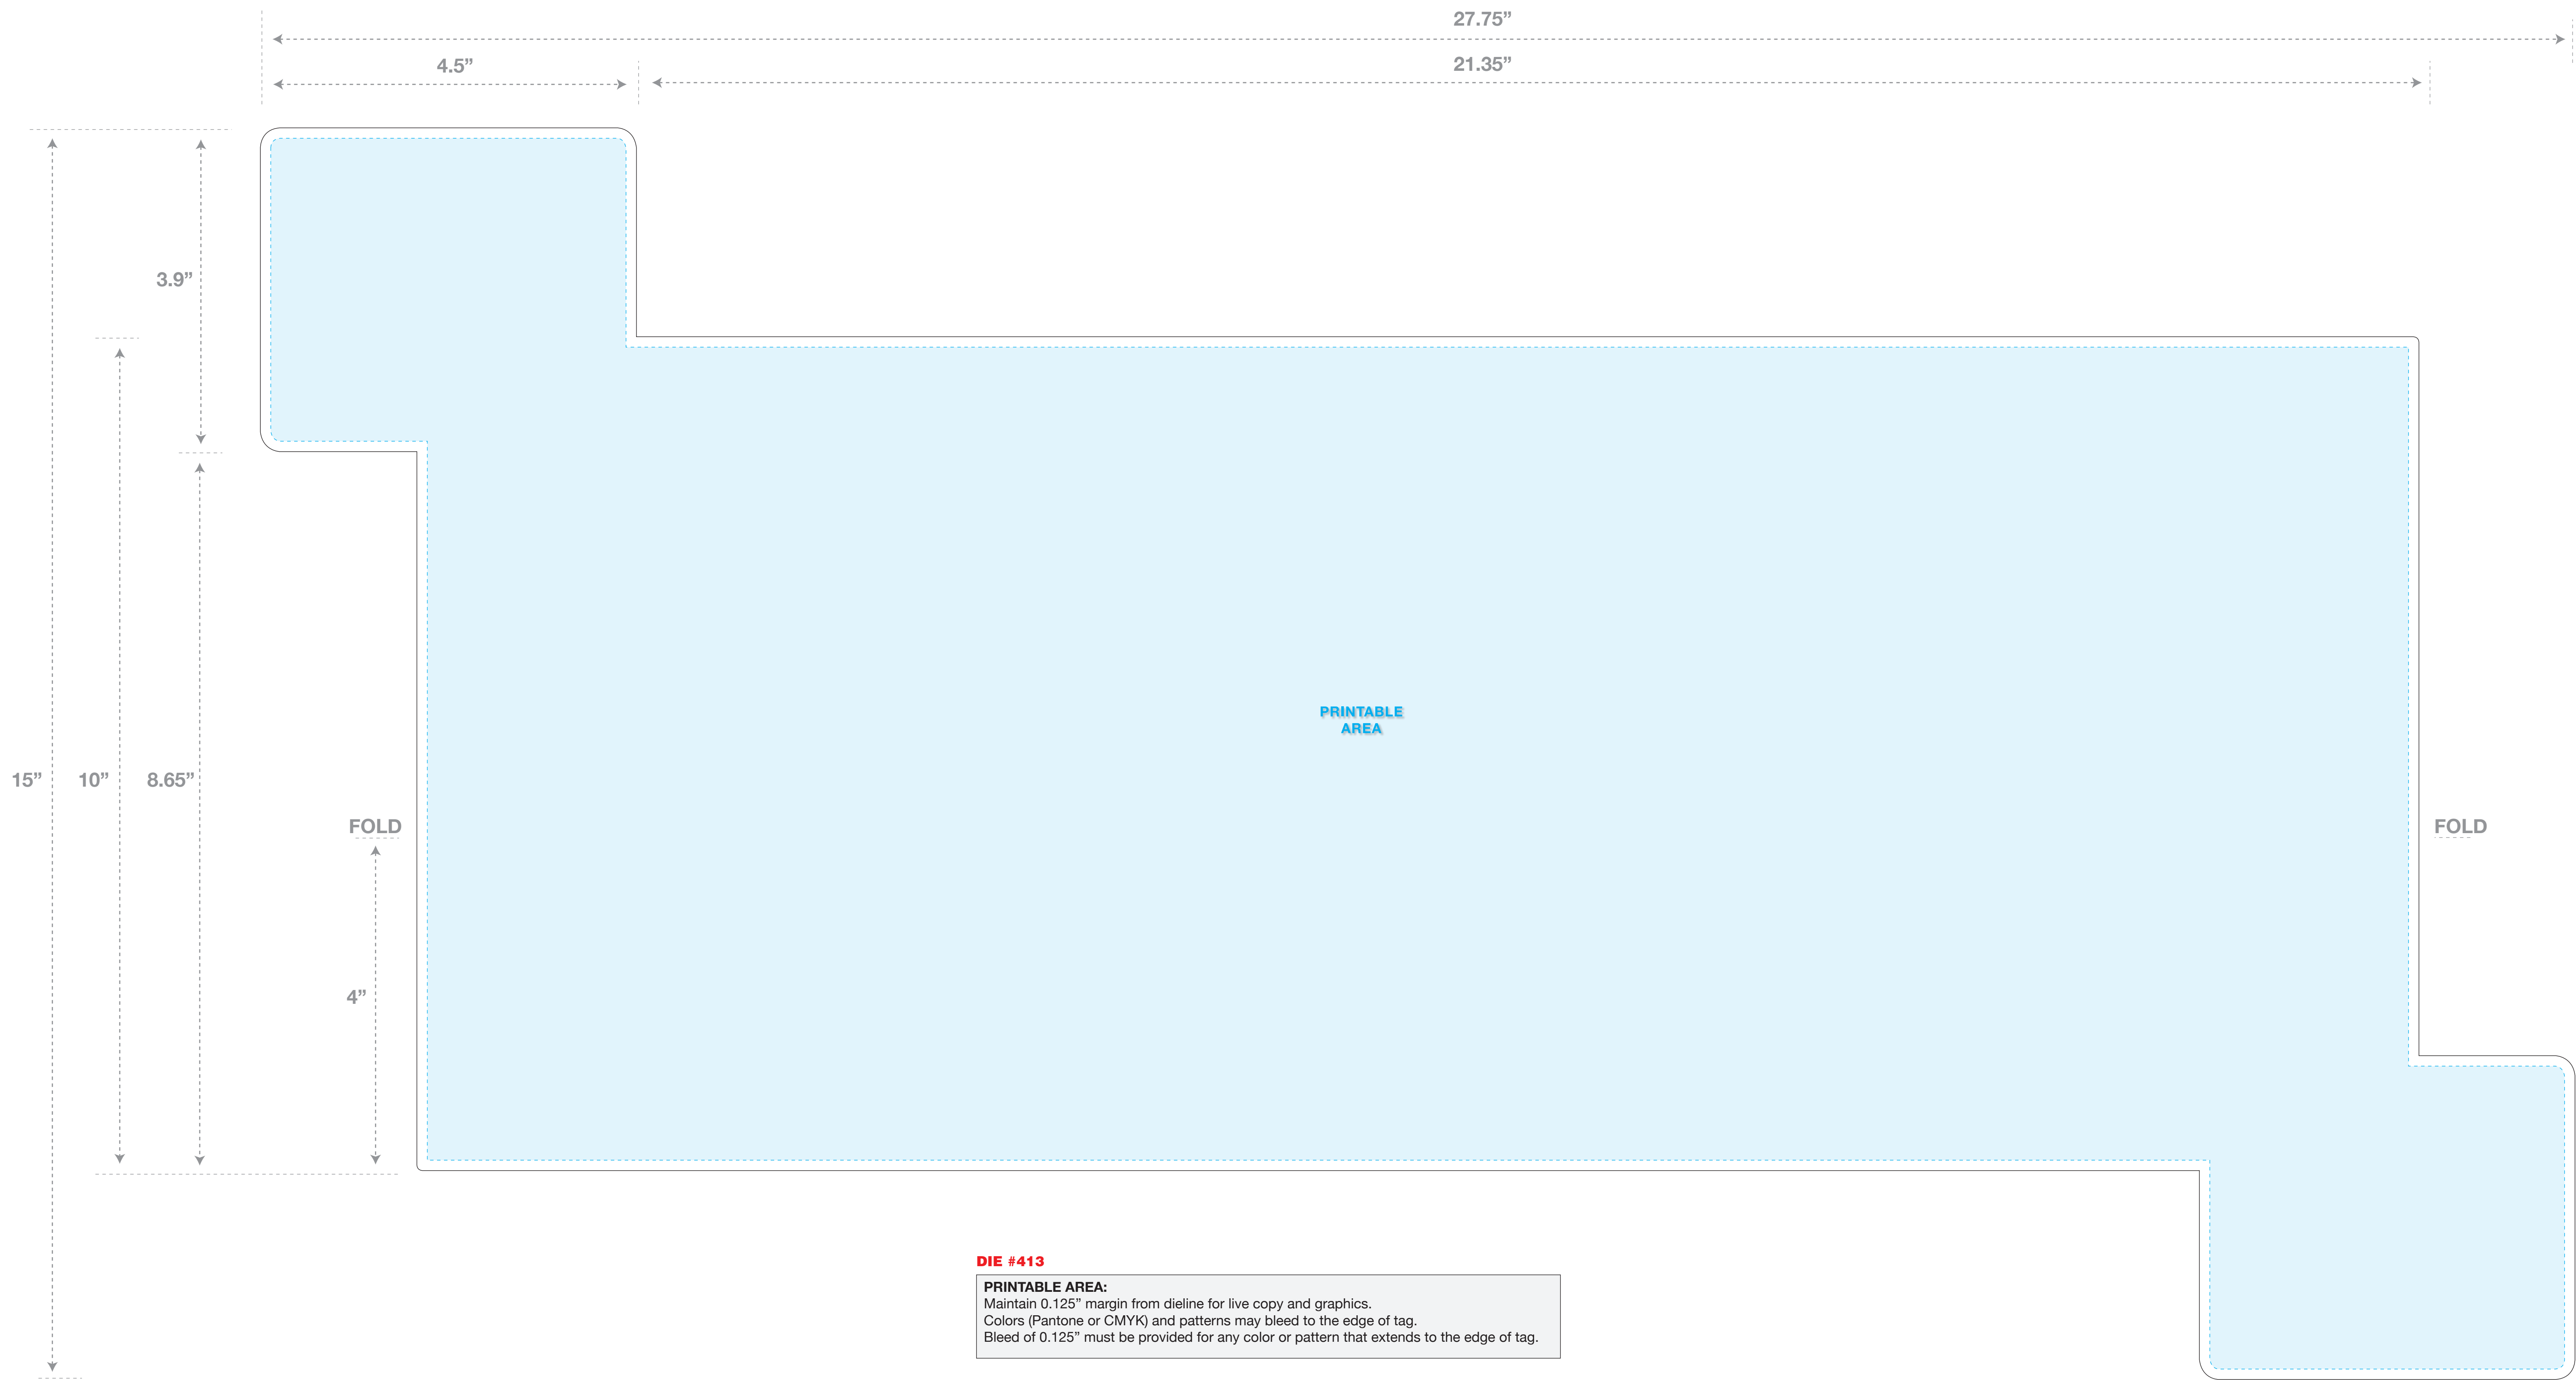 27.75”
4.5”
21.35”
3.9”
PRINTABLE
AREA
15”
10”
8.65”
FOLD
FOLD
4”
DIE #413
PRINTABLE AREA:
Maintain 0.125” margin from dieline for live copy and graphics.
Colors (Pantone or CMYK) and patterns may bleed to the edge of tag.
Bleed of 0.125” must be provided for any color or pattern that extends to the edge of tag.